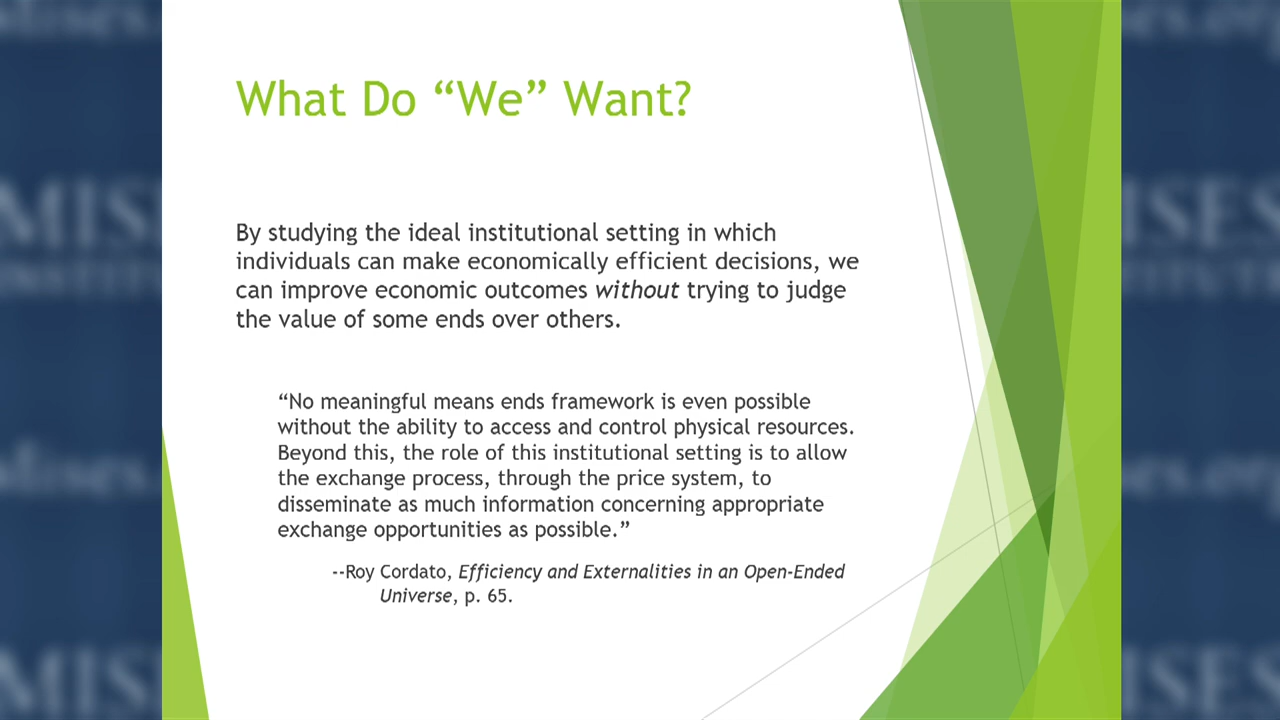 What Do “We” Want?
By studying the ideal institutional setting in which
individuals can make economically efficient decisions, we
can improve economic outcomes without trying to judge
the value of some ends over others.
“No meaningful means ends framework is even possible
without the ability to access and control physical resources.
Beyond this, the role of this institutional setting is to allow
the exchange process, through the price system, to
disseminate as much information concerning appropriate
exchange opportunities as possible.”
--Roy Cordato, Efficiency and Externalities in an Open-Ended
Universe, p. 65.